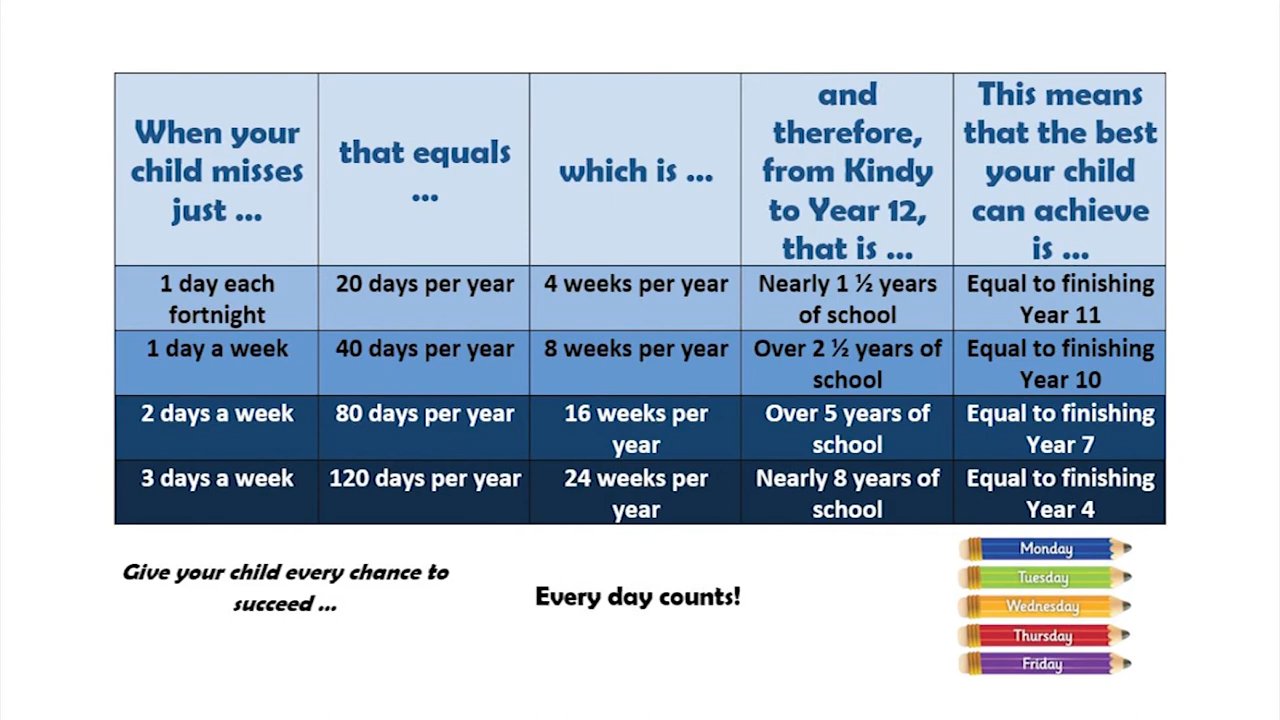 When your
child misses
just ...
that equals
...
which is ...
and
therefore,
from Kindy
to Year 12,
that is ...
This means
that the best
your child
can achieve
is ...
1 day each
fortnight
20 days per year
4 weeks per year
Nearly 1 ½ years
of school
Equal to finishing
Year 11
1 day a week
40 days per year
8 weeks per year
Over 2 ½ years of
school
Equal to finishing
Year 10
2 days a week
80 days per year
16 weeks per
year
Over 5 years of
school
Equal to finishing
Year 7
3 days a week
120 days per year
24 weeks per
year
Nearly 8 years of
school
Equal to finishing
Year 4
Give your child every chance to
succeed ...
Every day counts!
Monday
Tuesday
Wednesday
Thursday
Friday